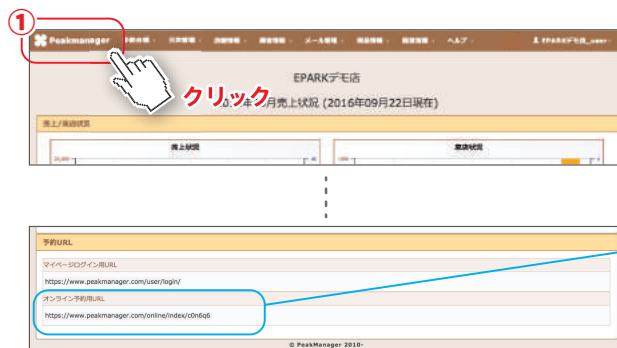 ①
Peakmanager ヘルプ
EPARKデモ店
月売上状況 (2016年09月22日現在)
クリック
売上/来店状況
売上状況 来店状況
予約URL
マイページログイン用URL
https://www.peakmanager.com/user/login/
オンライン予約用URL
https://www.peakmanager.com/online/index/c0n6q6
© PeakManager 2010-